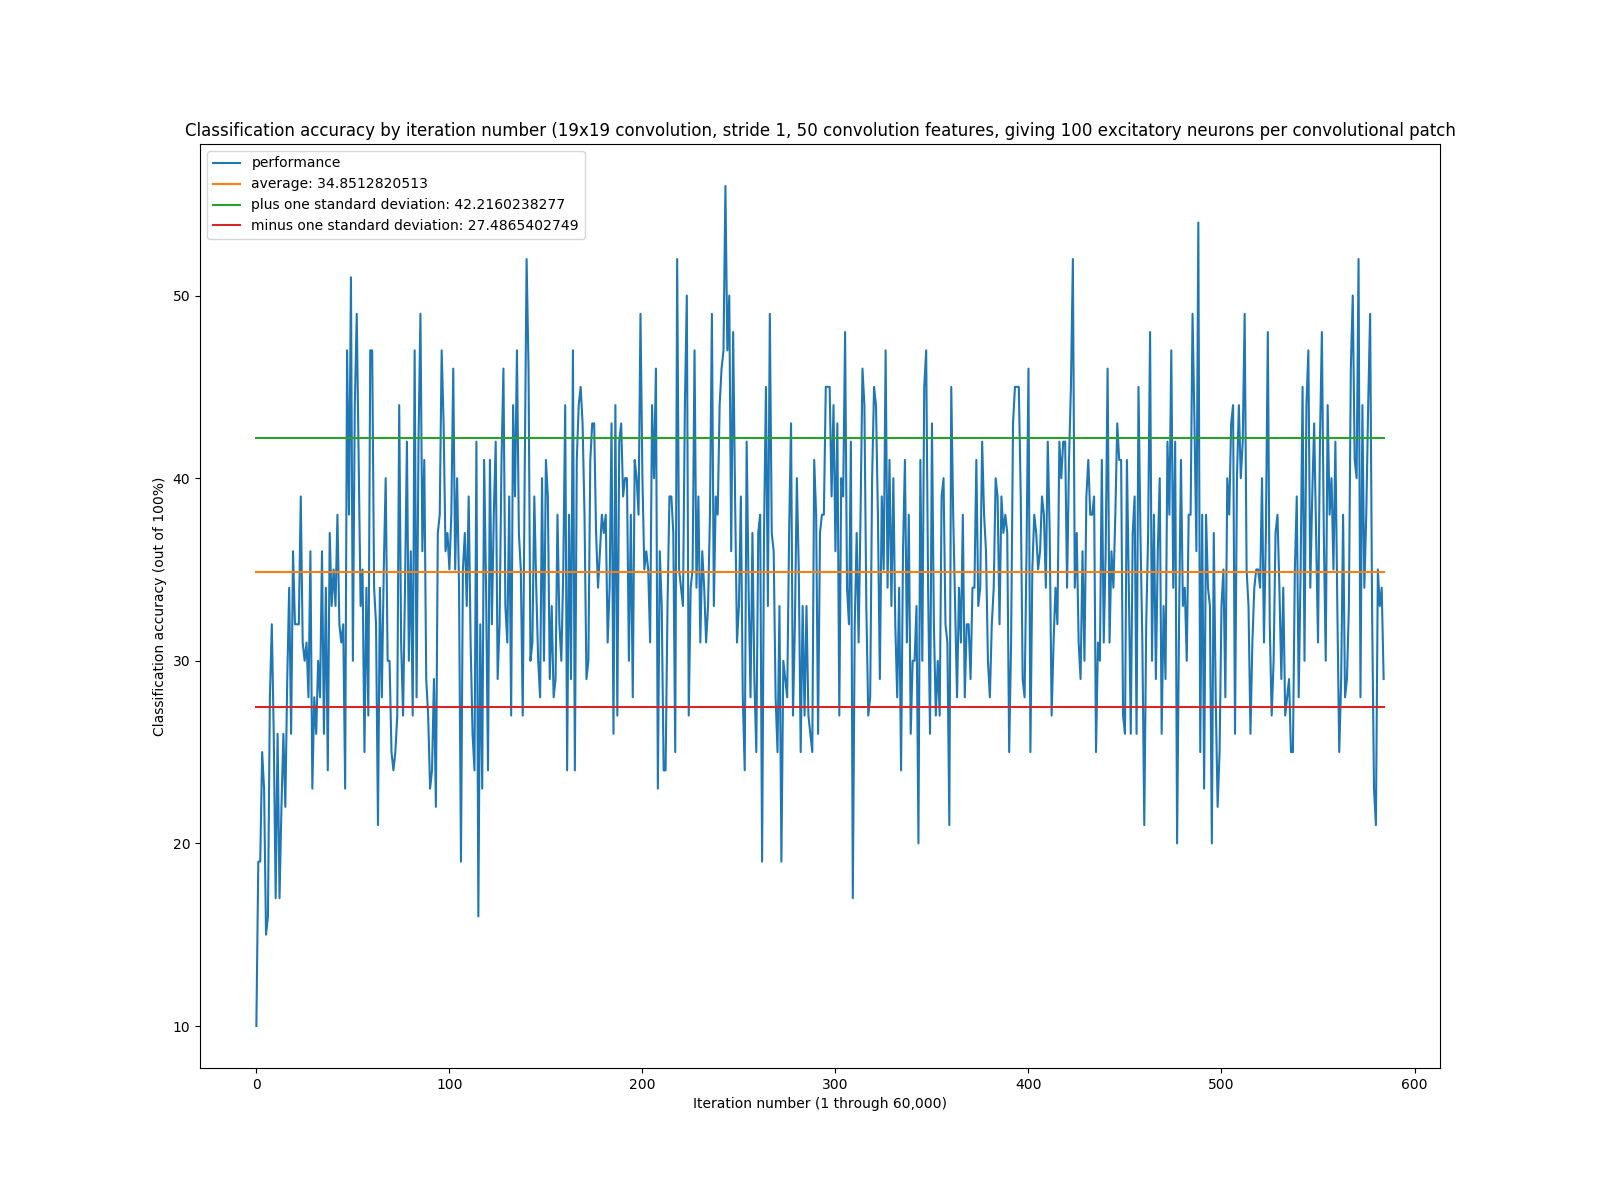 Classification accuracy by iteration number (19x19 convolution, stride 1, 50 convolution features, giving 100 excitatory neurons per convolutional patch
performance
average: 34.8512820513
plus one standard deviation: 42.2160238277
minus one standard deviation: 27.4865402749
50
40
30
20
10
Classification accuracy (out of 100%)
0 100 200 300 400 500 600
Iteration number (1 through 60,000)